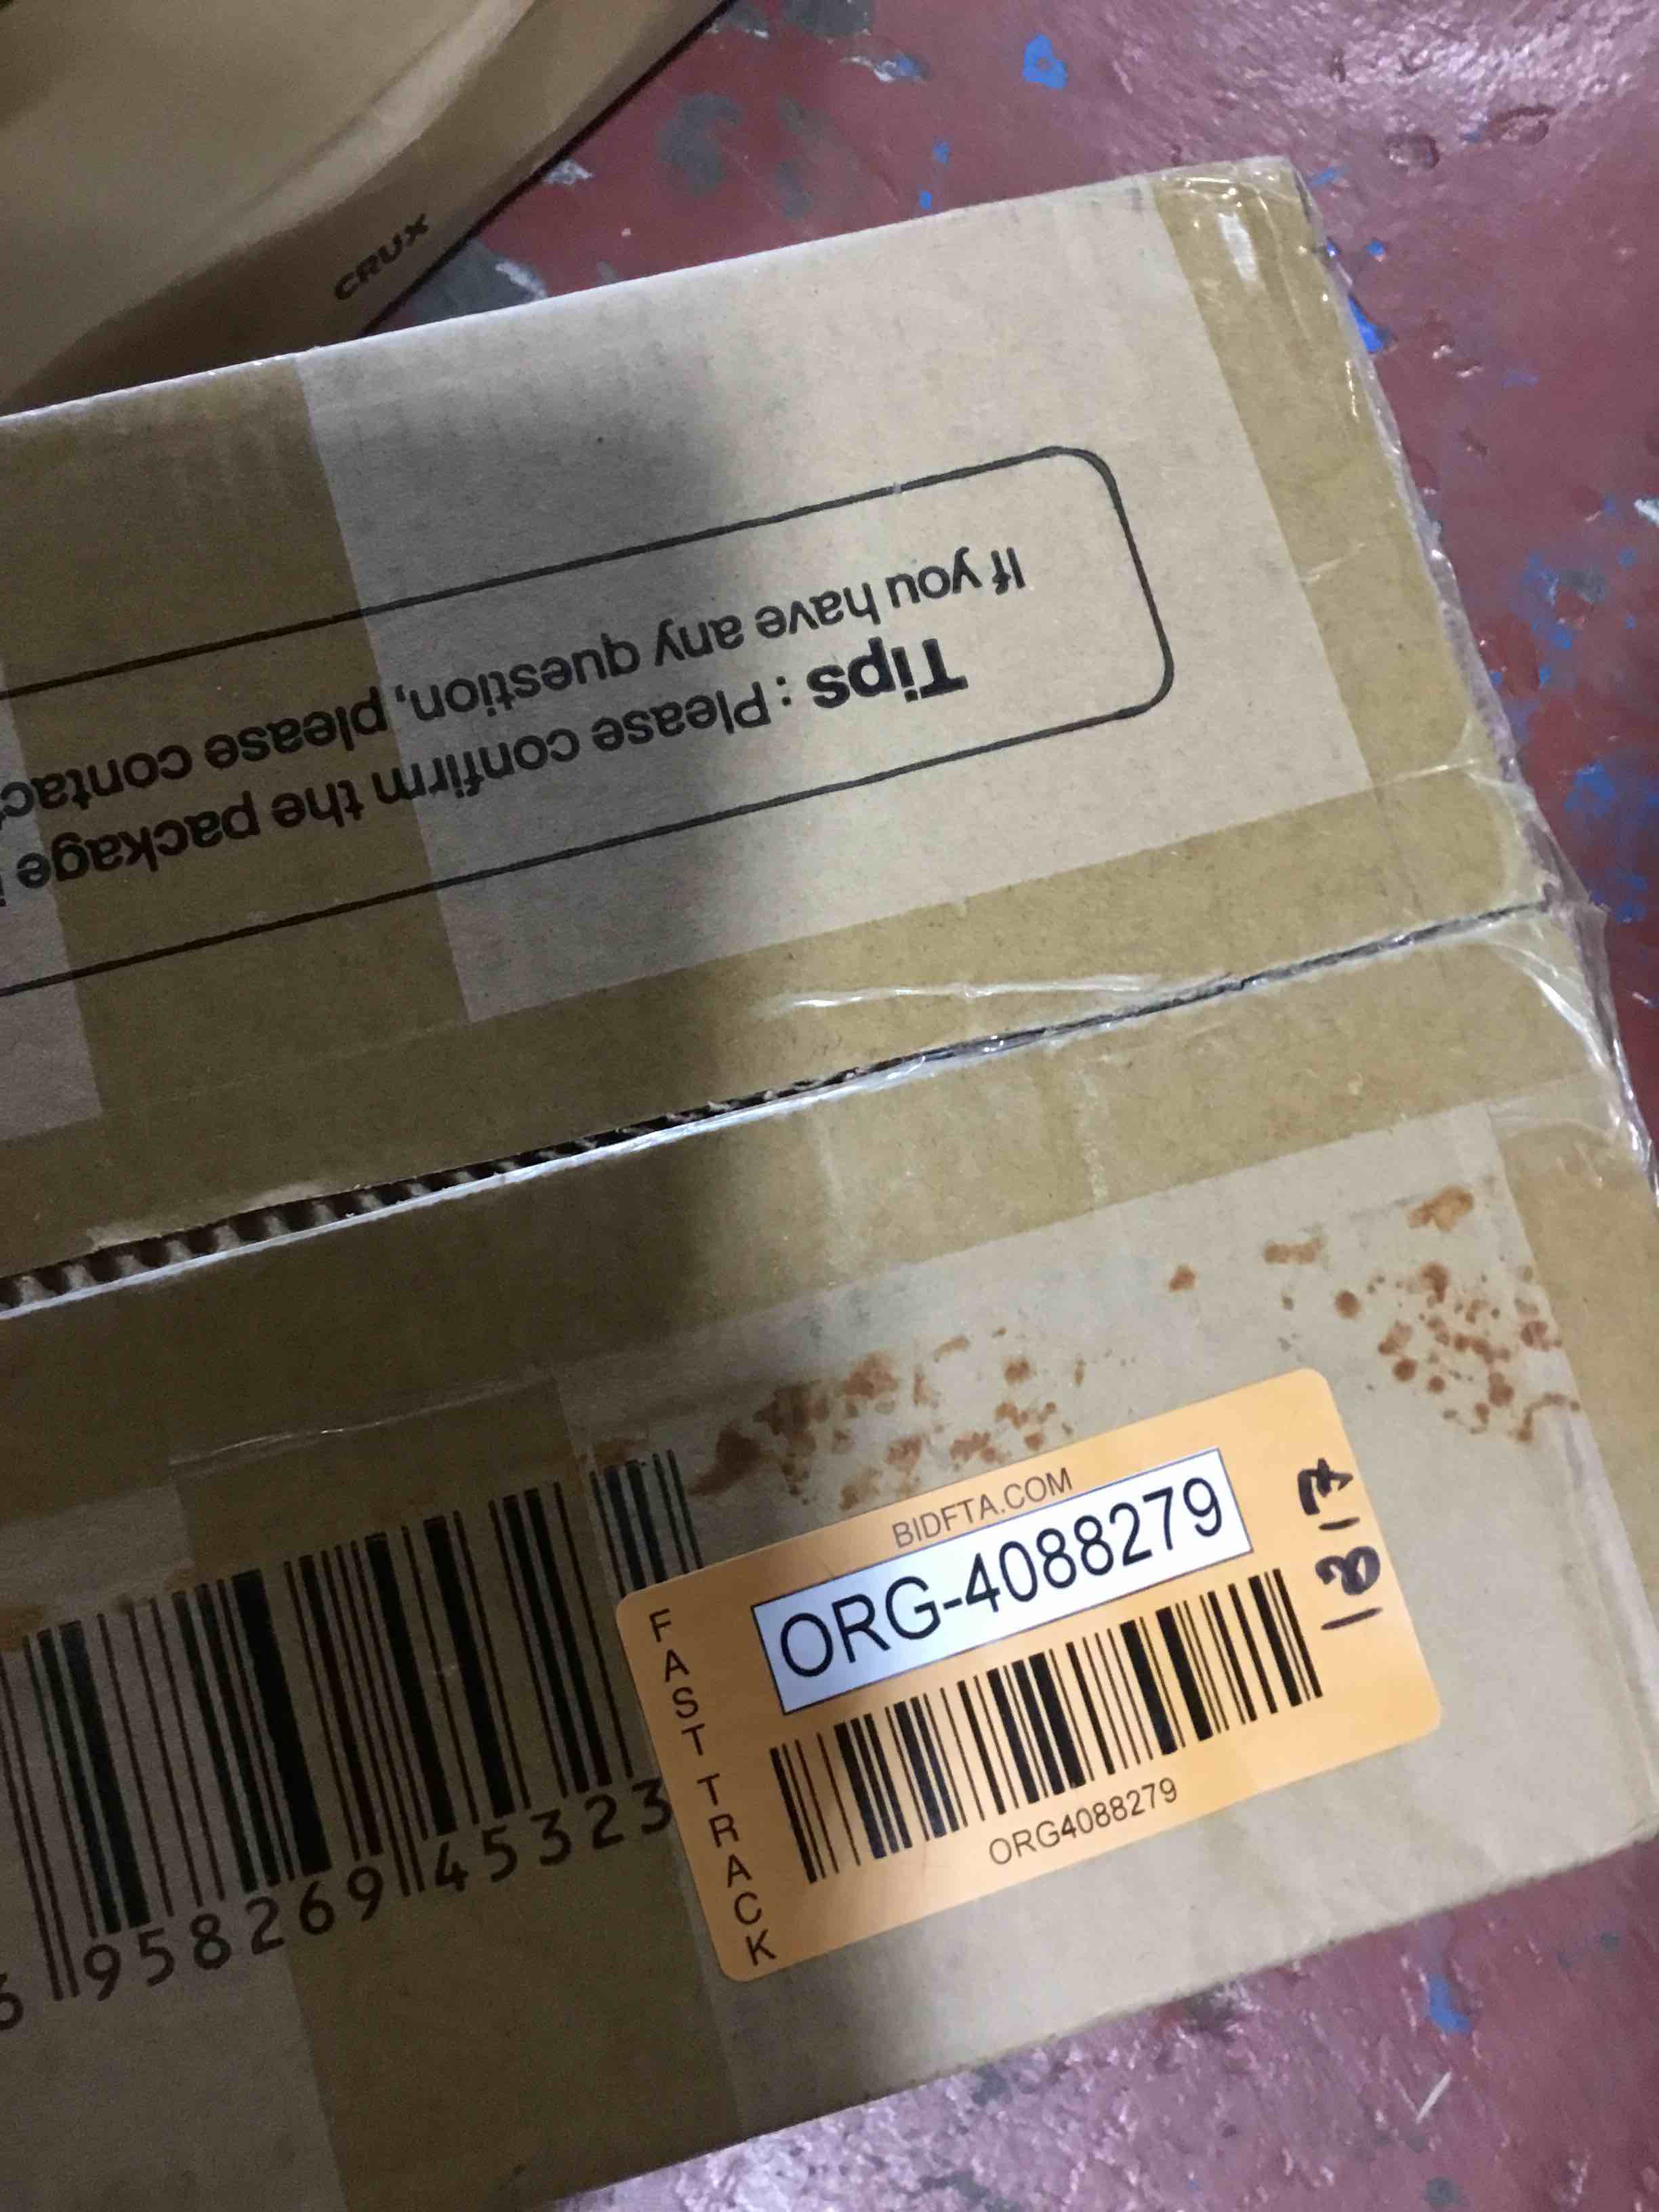 CRUX
Tips : Please confirm the package
If you have any question, please contac
BIDFTA.COM
ORG-4088279
FAST TRACK
ORG4088279
6 958269 45323